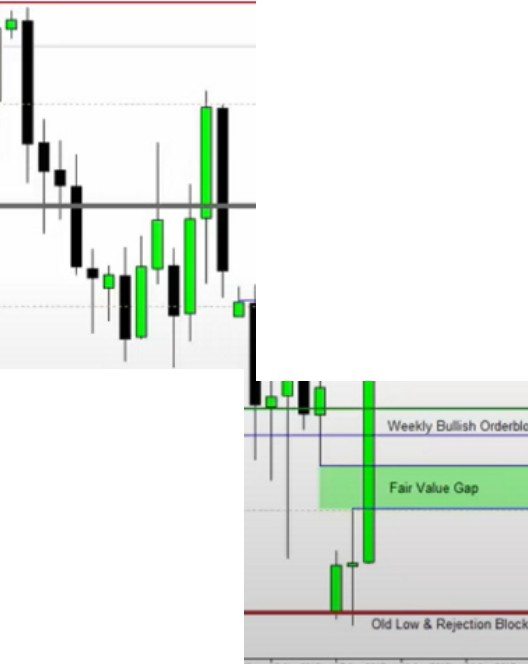 Weekly Bullish Orderblo
Fair Value Gap
Old Low & Rejection Block